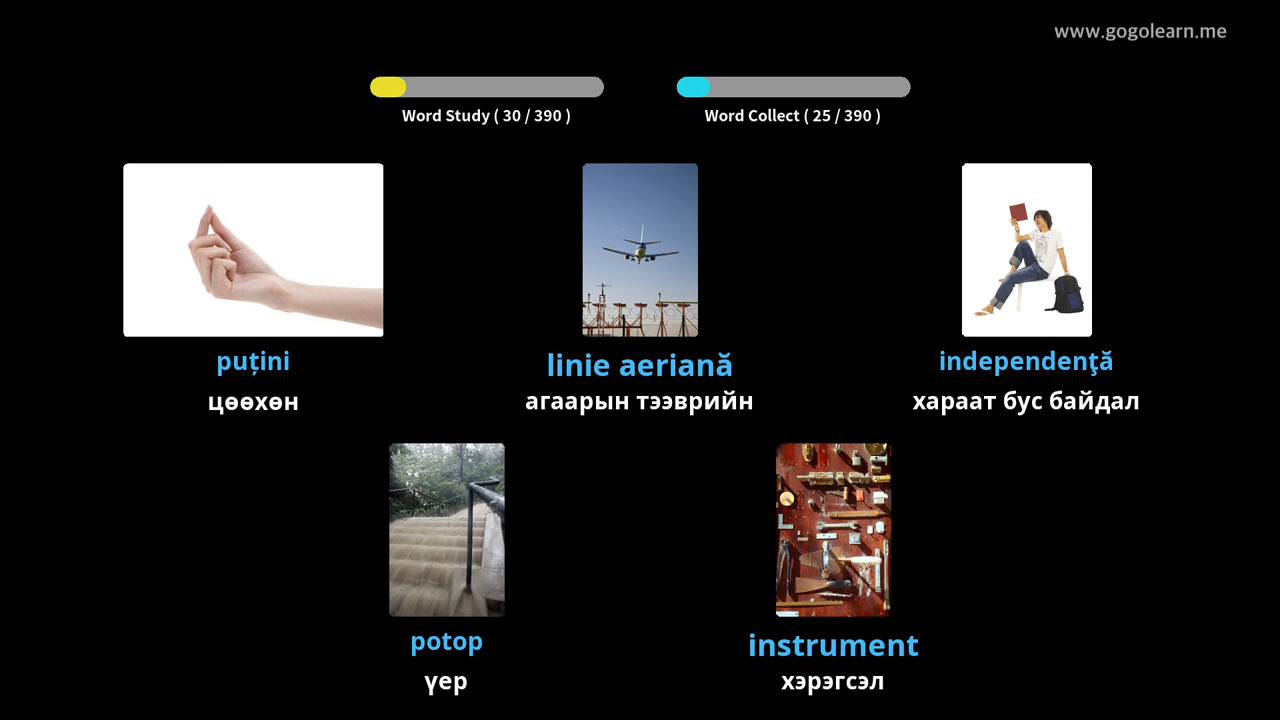 www.gogolearn.me
Word Study ( 30 / 390 )
Word Collect ( 25 / 390 )
puțini
цөөхөн
linie aeriană
агаарын тээврийн
independenţă
хараат бус байдал
potop
үер
instrument
хэрэгсэл